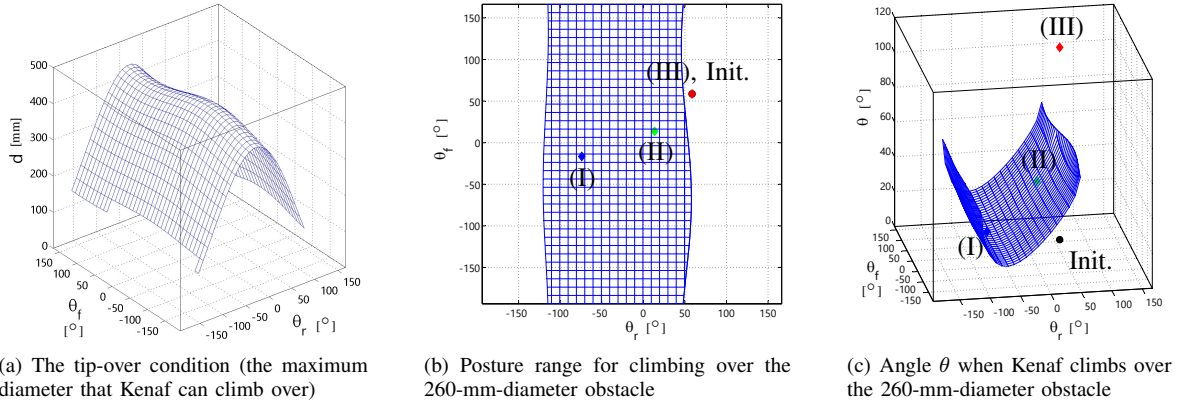 500
400
300
200
100
0
d [mm]
150
100
50
0
-50
-100
-150
θf [°]
-150
-100
-50
0
50
100
150
θr [°]
(a) The tip-over condition (the maximum
diameter that Kenaf can climb over)
150
100
50
0
-50
-100
-150
θf [°]
(III), Init.
(II)
(I)
-150
-100
-50
0
50
100
150
θr [°]
(b) Posture range for climbing over the
260-mm-diameter obstacle
120
100
80
60
40
20
0
θ [°]
(III)
(II)
(I)
Init.
150
100
50
0
-50
-100
-150
θf [°]
-150
-100
-50
0
50
100
150
θr [°]
(c) Angle θ when Kenaf climbs over
the 260-mm-diameter obstacle